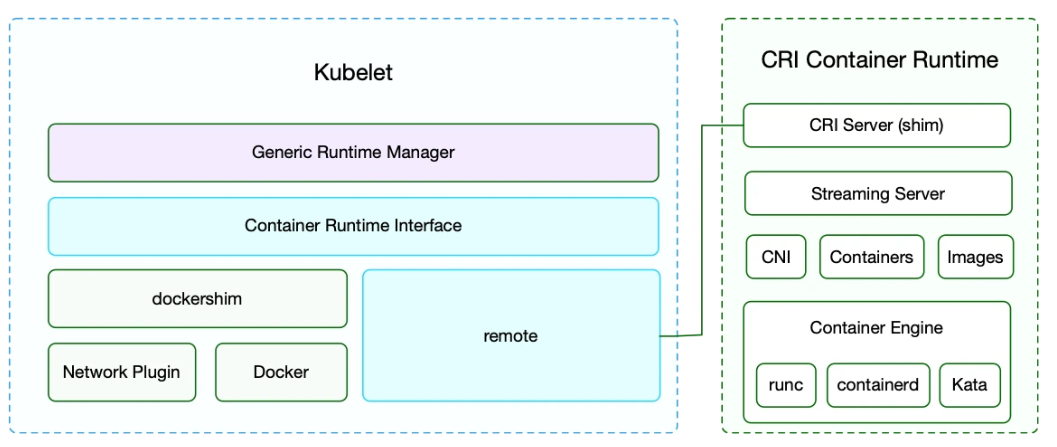 Kubelet
Generic Runtime Manager
Container Runtime Interface
dockershim
Network Plugin
Docker
remote
CRI Container Runtime
CRI Server (shim)
Streaming Server
CNI
Containers
Images
Container Engine
runc
containerd
Kata